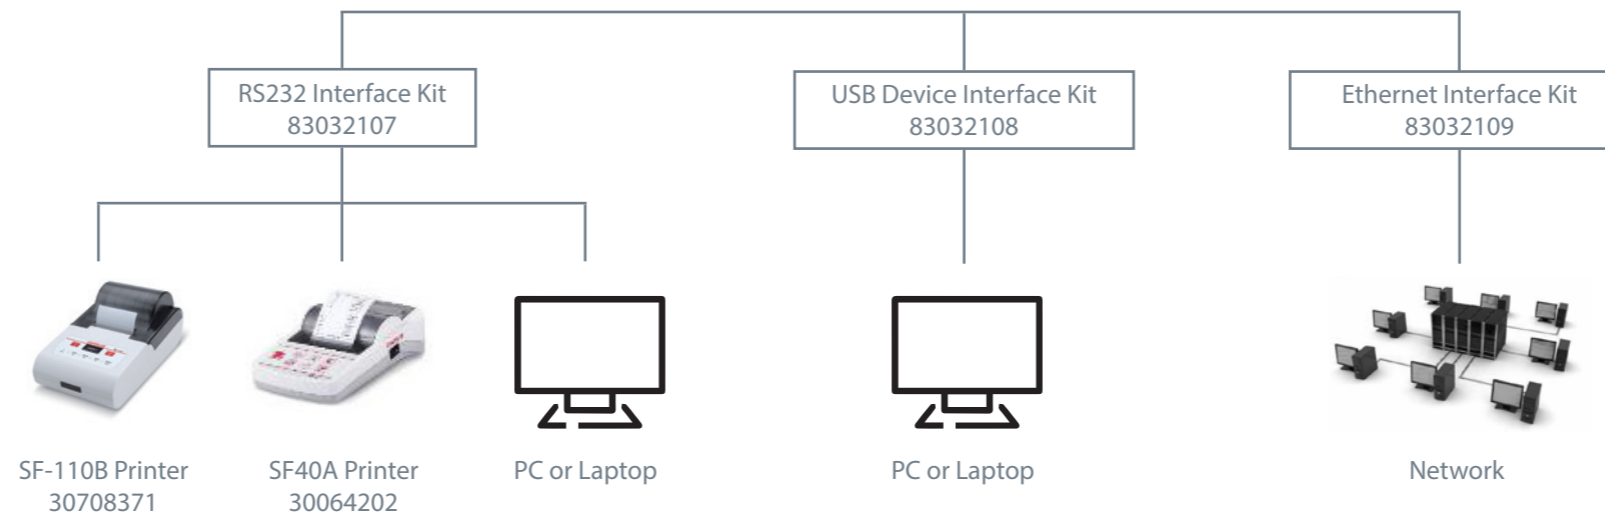 RS232 Interface Kit
83032107
USB Device Interface Kit
83032108
Ethernet Interface Kit
83032109
SF-110B Printer
30708371
SF40A Printer
30064202
PC or Laptop
PC or Laptop
Network